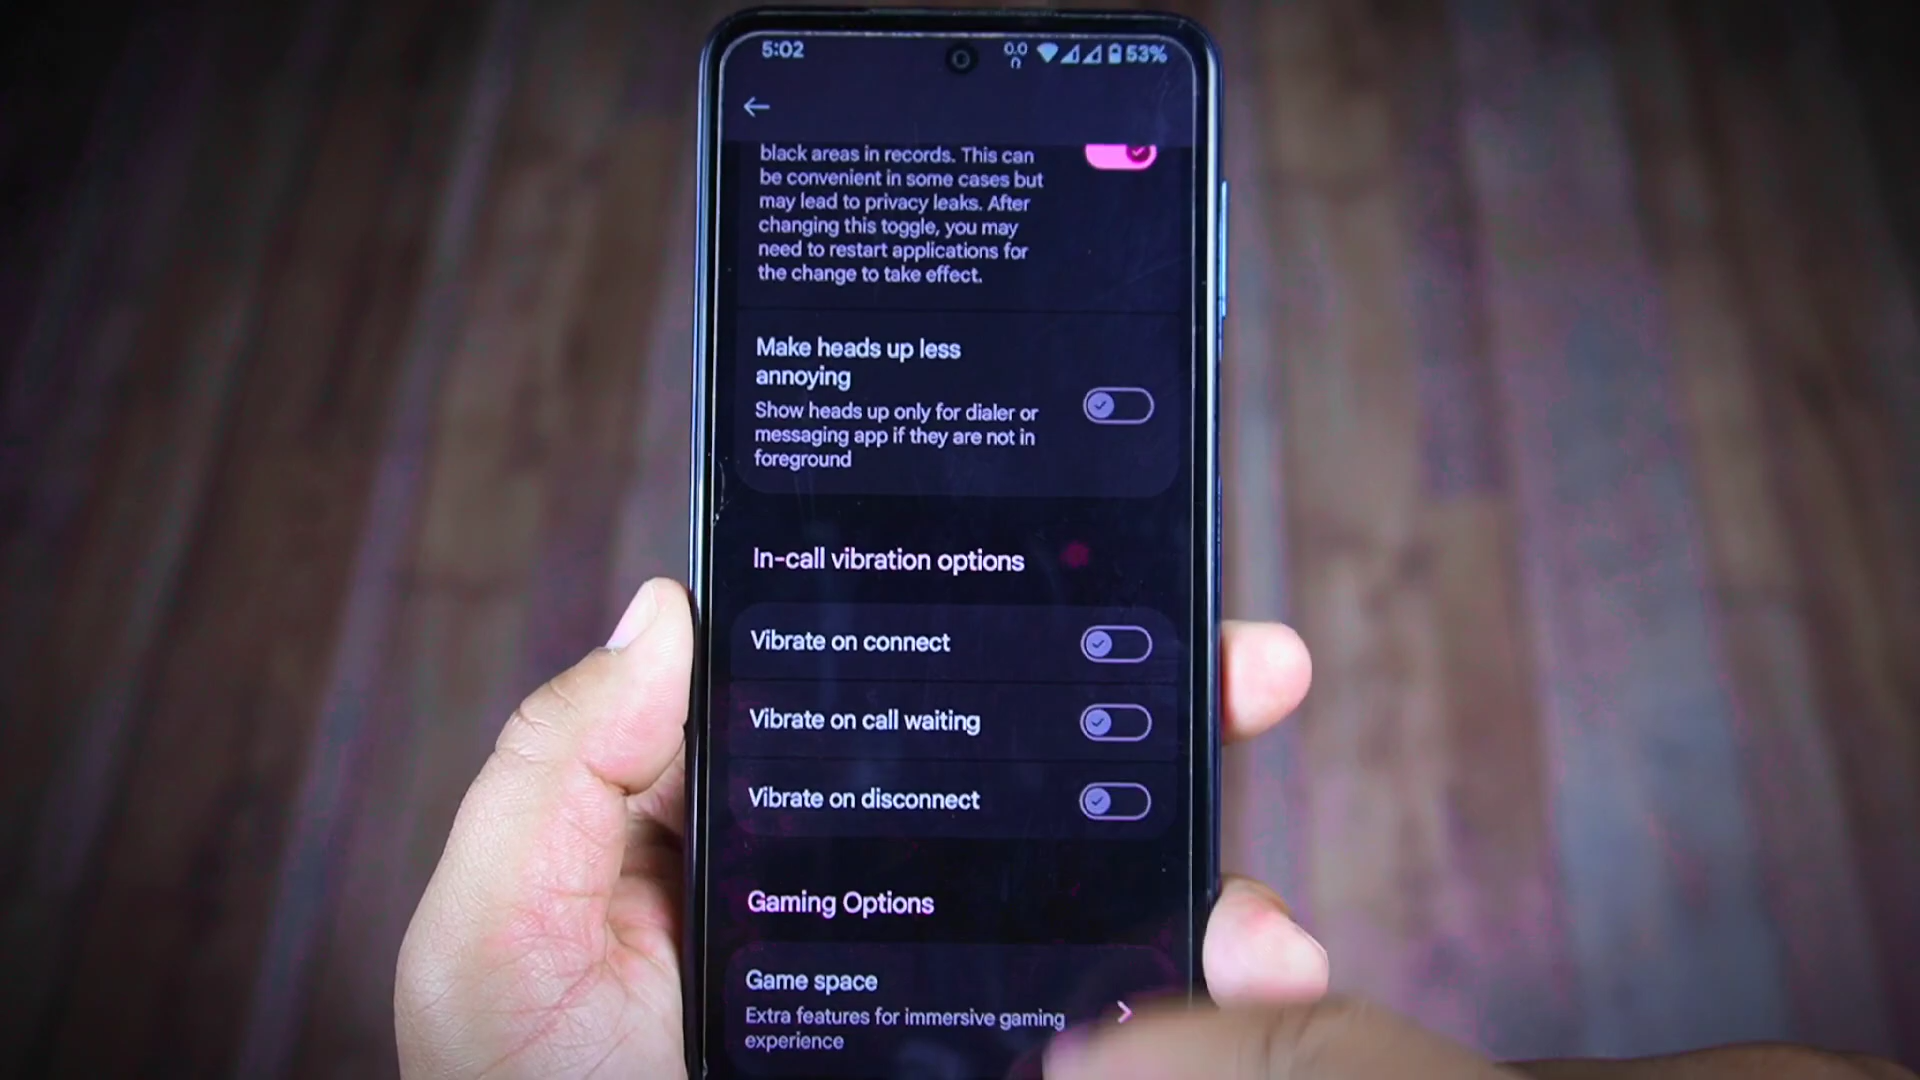 5:02
0.0
53%
black areas in records. This can
be convenient in some cases but
may lead to privacy leaks. After
changing this toggle, you may
need to restart applications for
the change to take effect.
Make heads up less
annoying
Show heads up only for dialer or
messaging app if they are not in
foreground
In-call vibration options
Vibrate on connect
Vibrate on call waiting
Vibrate on disconnect
Gaming Options
Game space
Extra features for immersive gaming
experience